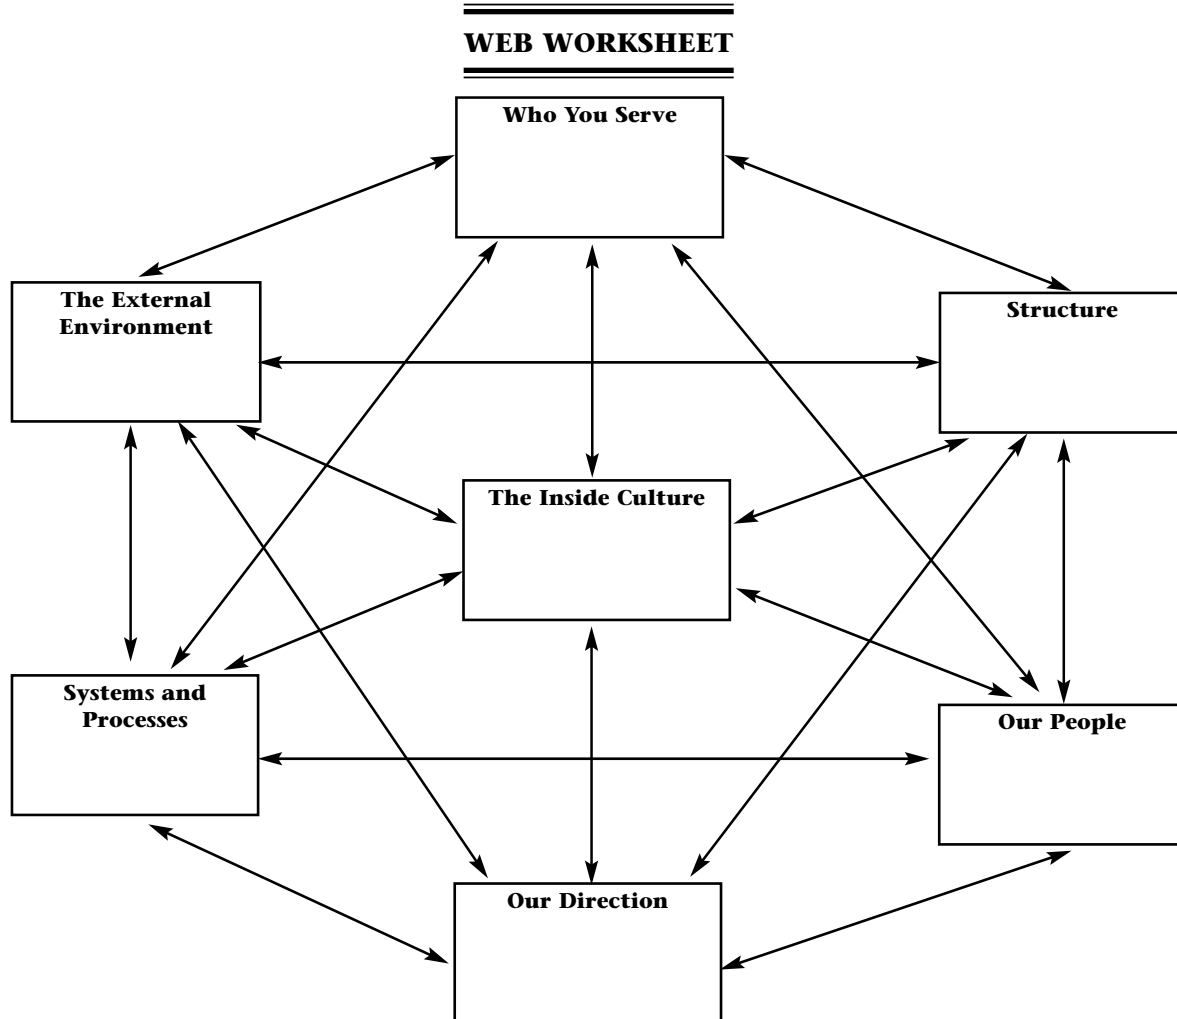 WEB WORKSHEET
Who You Serve
The External
Environment
Structure
The Inside Culture
Systems and
Processes
Our People
Our Direction